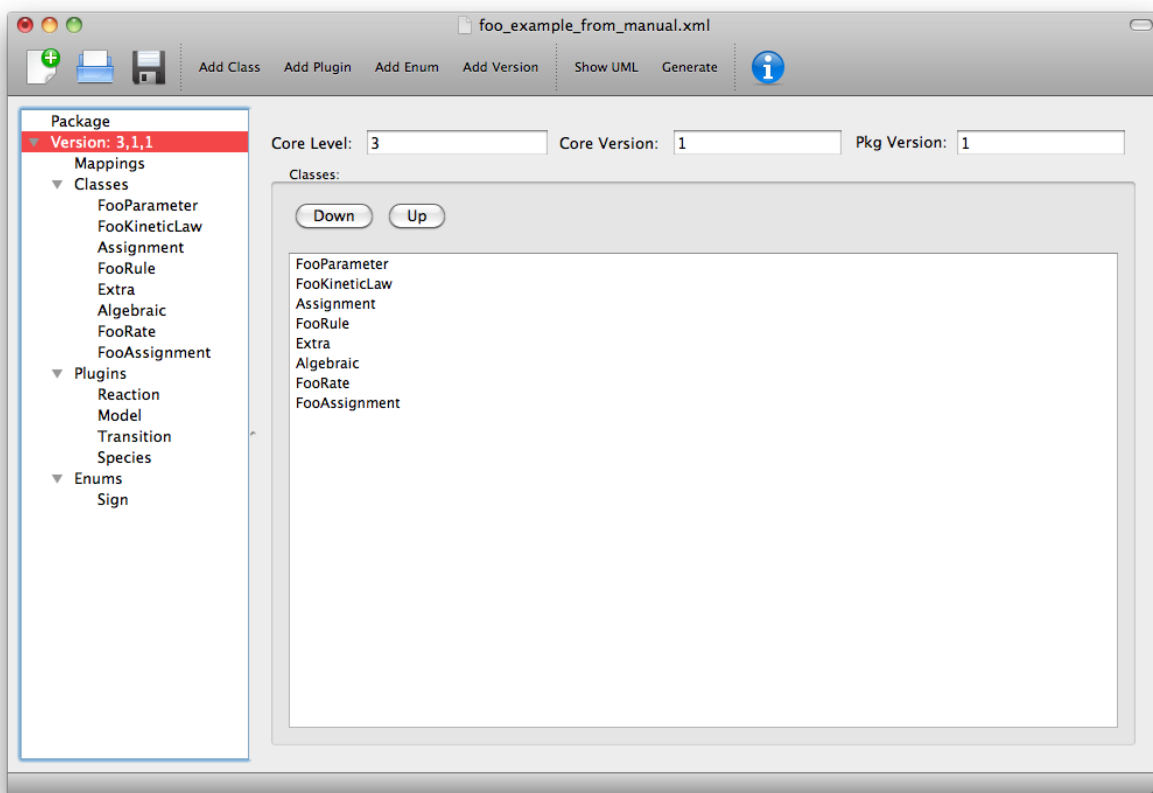 foo_example_from_manual.xml
Add Class Add Plugin Add Enum Add Version Show UML Generate
Package
Version: 3,1,1
Mappings
Classes
FooParameter
FooKineticLaw
Assignment
FooRule
Extra
Algebraic
FooRate
FooAssignment
Plugins
Reaction
Model
Transition
Species
Enums
Sign
Core Level: 3 Core Version: 1 Pkg Version: 1
Classes:
Down Up
FooParameter
FooKineticLaw
Assignment
FooRule
Extra
Algebraic
FooRate
FooAssignment